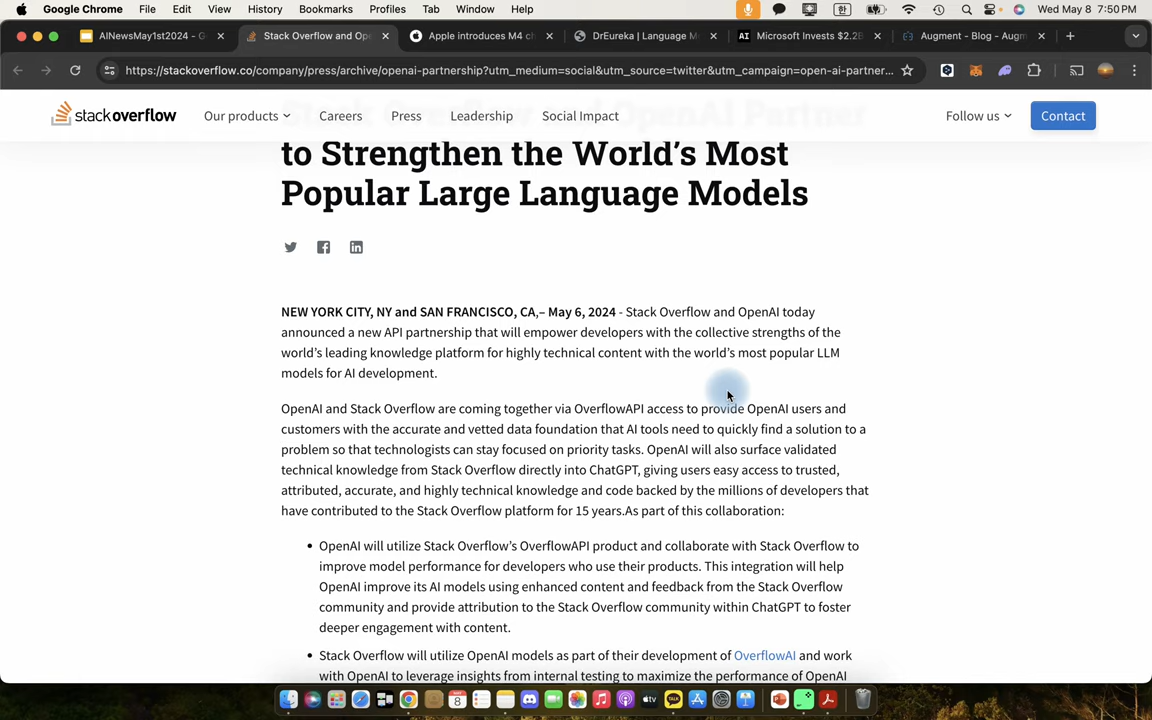 Google Chrome File Edit View History Bookmarks Profiles Tab Window Help Wed May 8 7:50 PM
AINewsMay1st2024 - G Stack Overflow and Ope Apple introduces M4 ch DrEureka | Language M AI Microsoft Invests $2.2B Augment - Blog - Augm
https://stackoverflow.co/company/press/archive/openai-partnership?utm_medium=social&utm_source=twitter&utm_campaign=open-ai-partner...
stackoverflow Our products Careers Press Leadership Social Impact Follow us Contact
Stack Overflow and OpenAI Partner
to Strengthen the World's Most
Popular Large Language Models
NEW YORK CITY, NY and SAN FRANCISCO, CA,– May 6, 2024 - Stack Overflow and OpenAI today
announced a new API partnership that will empower developers with the collective strengths of the
world's leading knowledge platform for highly technical content with the world's most popular LLM
models for AI development.
OpenAI and Stack Overflow are coming together via OverflowAPI access to provide OpenAI users and
customers with the accurate and vetted data foundation that AI tools need to quickly find a solution to a
problem so that technologists can stay focused on priority tasks. OpenAI will also surface validated
technical knowledge from Stack Overflow directly into ChatGPT, giving users easy access to trusted,
attributed, accurate, and highly technical knowledge and code backed by the millions of developers that
have contributed to the Stack Overflow platform for 15 years.As part of this collaboration:
• OpenAI will utilize Stack Overflow's OverflowAPI product and collaborate with Stack Overflow to
improve model performance for developers who use their products. This integration will help
OpenAI improve its AI models using enhanced content and feedback from the Stack Overflow
community and provide attribution to the Stack Overflow community within ChatGPT to foster
deeper engagement with content.
• Stack Overflow will utilize OpenAI models as part of their development of OverflowAI and work
with OpenAI to leverage insights from internal testing to maximize the performance of OpenAI